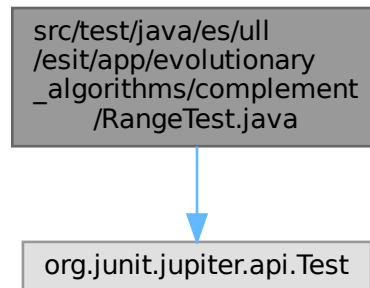 src/test/java/es/ull
/esit/app/evolutionary
_algorithms/complement
/RangeTest.java
org.junit.jupiter.api.Test